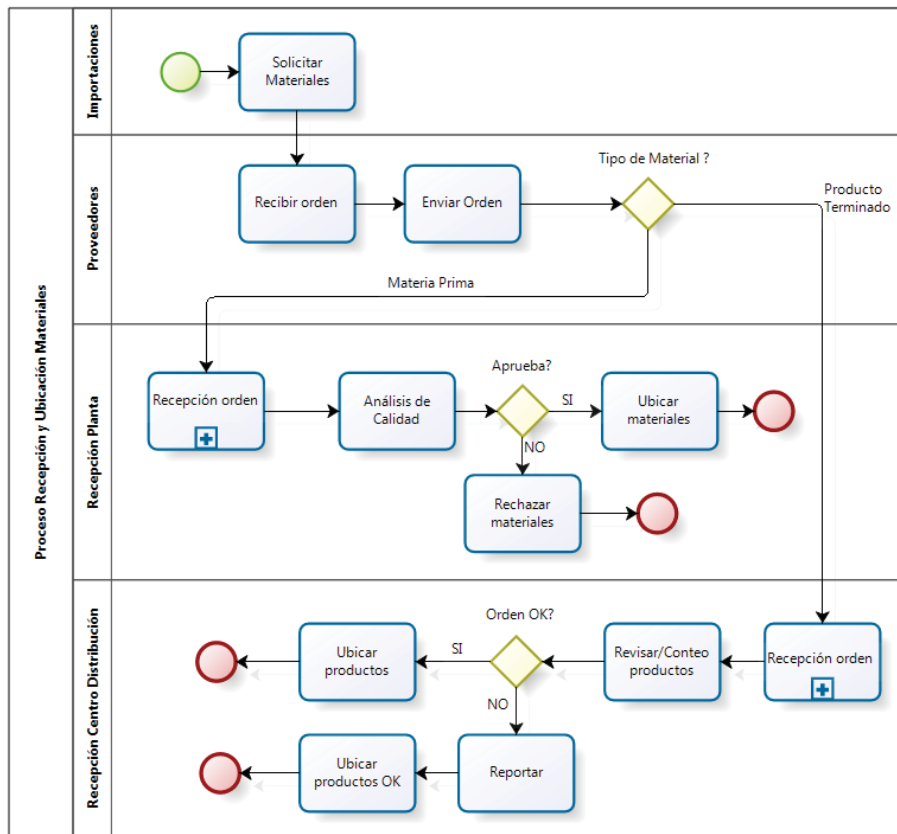 Proceso Recepción y Ubicación Materiales
Importaciones
Solicitar
Materiales
Proveedores
Recibir orden
Enviar Orden
Tipo de Material ?
Producto
Terminado
Materia Prima
Recepción Planta
Recepción orden
Análisis de
Calidad
Aprueba?
SI
Ubicar
materiales
NO
Rechazar
materiales
Recepción Centro Distribución
Recepción orden
Revisar/Conteo
productos
Orden OK?
SI
Ubicar
productos
NO
Reportar
Ubicar
productos OK